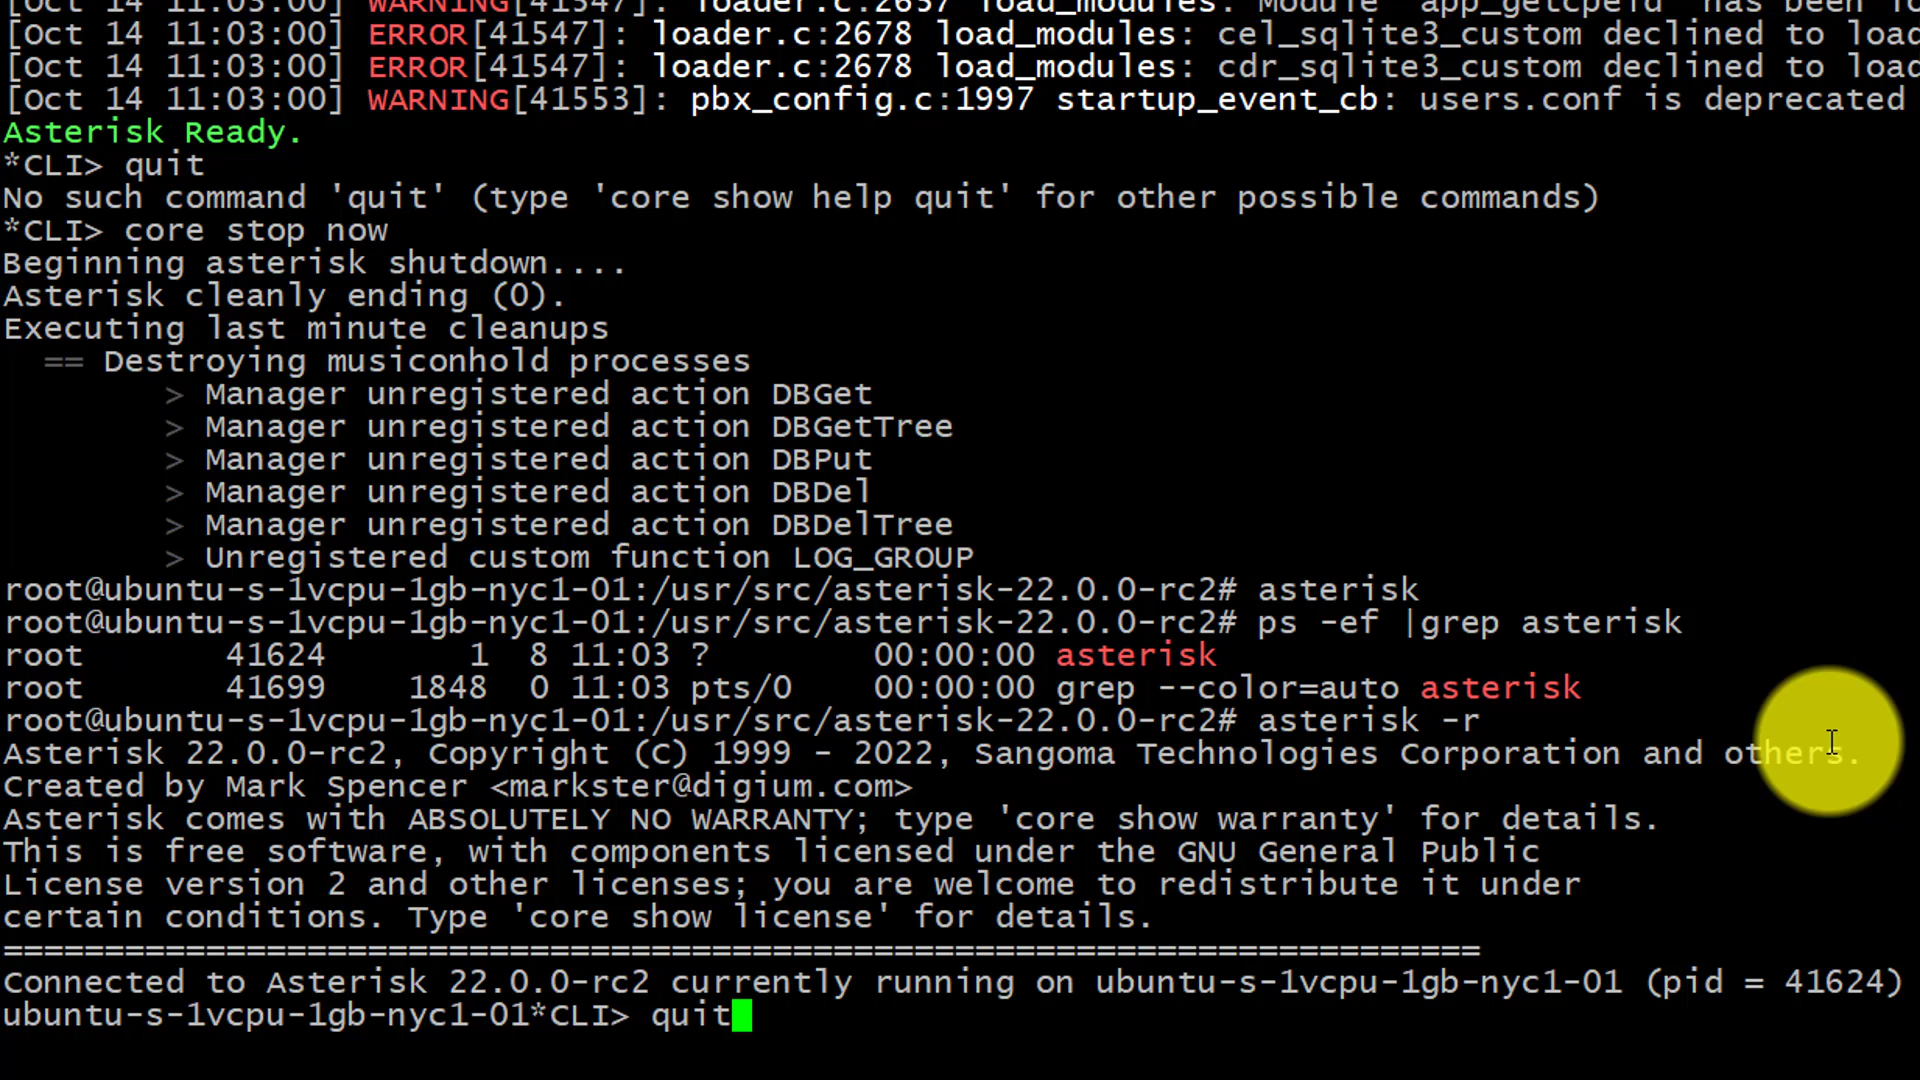 [Oct 14 11:03:00] WARNING[41547]: loader.c:2657 load_modules: Module 'app_getcpeid' has been lo
[Oct 14 11:03:00] ERROR[41547]: loader.c:2678 load_modules: cel_sqlite3_custom declined to load
[Oct 14 11:03:00] ERROR[41547]: loader.c:2678 load_modules: cdr_sqlite3_custom declined to load
[Oct 14 11:03:00] WARNING[41553]: pbx_config.c:1997 startup_event_cb: users.conf is deprecated
Asterisk Ready.
*CLI> quit
No such command 'quit' (type 'core show help quit' for other possible commands)
*CLI> core stop now
Beginning asterisk shutdown....
Asterisk cleanly ending (0).
Executing last minute cleanups
== Destroying musiconhold processes
> Manager unregistered action DBGet
> Manager unregistered action DBGetTree
> Manager unregistered action DBPut
> Manager unregistered action DBDel
> Manager unregistered action DBDelTree
> Unregistered custom function LOG_GROUP
root@ubuntu-s-1vcpu-1gb-nyc1-01:/usr/src/asterisk-22.0.0-rc2# asterisk
root@ubuntu-s-1vcpu-1gb-nyc1-01:/usr/src/asterisk-22.0.0-rc2# ps -ef |grep asterisk
root 41624 1 8 11:03 ? 00:00:00 asterisk
root 41699 1848 0 11:03 pts/0 00:00:00 grep --color=auto asterisk
root@ubuntu-s-1vcpu-1gb-nyc1-01:/usr/src/asterisk-22.0.0-rc2# asterisk -r
Asterisk 22.0.0-rc2, Copyright (C) 1999 - 2022, Sangoma Technologies Corporation and others.
Created by Mark Spencer <markster@digium.com>
Asterisk comes with ABSOLUTELY NO WARRANTY; type 'core show warranty' for details.
This is free software, with components licensed under the GNU General Public
License version 2 and other licenses; you are welcome to redistribute it under
certain conditions. Type 'core show license' for details.
=========================================================================
Connected to Asterisk 22.0.0-rc2 currently running on ubuntu-s-1vcpu-1gb-nyc1-01 (pid = 41624)
ubuntu-s-1vcpu-1gb-nyc1-01*CLI> quit